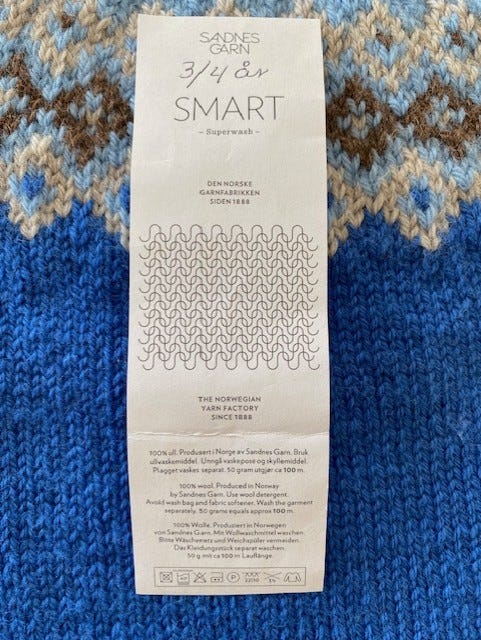 SANDNES
GARN
3/4 år
SMART
- Superwash -
DEN NORSKE
GARNFABRIKKEN
SIDEN 1888
THE NORWEGIAN
YARN FACTORY
SINCE 1888
100% ull. Produsert i Norge av Sandnes Garn. Bruk
ullvaskemiddel. Unngå vaskepose og skyllemiddel.
Plagget vaskes separat. 50 gram utgjør ca 100 m.
100% wool. Produced in Norway
by Sandnes Garn. Use wool detergent.
Avoid wash bag and fabric softener. Wash the garment
separately. 50 grams equals approx 100 m.
100% Wolle. Produziert in Norwegen
von Sandnes Garn. Mit Wollwaschmittel waschen.
Bitte Wäschenetz und Weichspüler vermeiden.
Das Kleidungsstück separat waschen.
50 g mit ca 100 m Lauflänge.